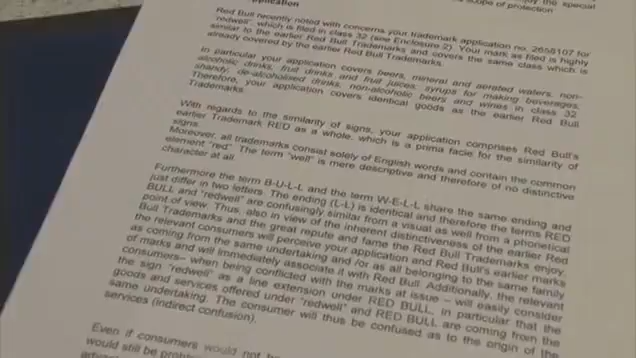 enjoy the special
scope of protection
Application
Red Bull recently noted with concerns your trademark application no. 2658107 for
"redwell", which is filed in class 32 (see Enclosure 2). Your mark as filed is highly
similar to the earlier Red Bull Trademarks and covers the same class which is
already covered by the earlier Red Bull Trademarks.
In particular your application covers beers, mineral and aerated waters, non-
alcoholic drinks, fruit drinks and fruit juices; syrups for making beverages,
shandy, de-alcoholised drinks, non-alcoholic beers and wines in class 32.
Therefore, your application covers identical goods as the earlier Red Bull
Trademarks.
With regards to the similarity of signs, your application comprises Red Bull's
earlier Trademark RED as a whole, which is a prima facie for the similarity of
signs.
Moreover, all trademarks consist solely of English words and contain the common
element "red". The term "well" is mere descriptive and therefore of no distinctive
character at all.
Furthermore the term B-U-L-L and the term W-E-L-L share the same ending and
just differ in two letters. The ending (L-L) is identical and therefore the terms RED
BULL and "redwell" are confusingly similar from a visual as well from a phonetical
point of view. Thus, also in view of the inherent distinctiveness of the earlier Red
Bull Trademarks and the great repute and fame the Red Bull Trademarks enjoy,
the relevant consumers will perceive your application and Red Bull's earlier marks
as coming from the same undertaking and /or as all belonging to the same family
of marks and will immediately associate it with Red Bull. Additionally, the relevant
consumers– when being conflicted with the marks at issue – will easily consider
the sign "redwell" as a line extension under RED BULL, in particular that the
goods and services offered under "redwell" and RED BULL are coming from the
same undertaking. The consumer will thus be confused as to the origin of the
services (indirect confusion).
Even if consumers would not be
would still be